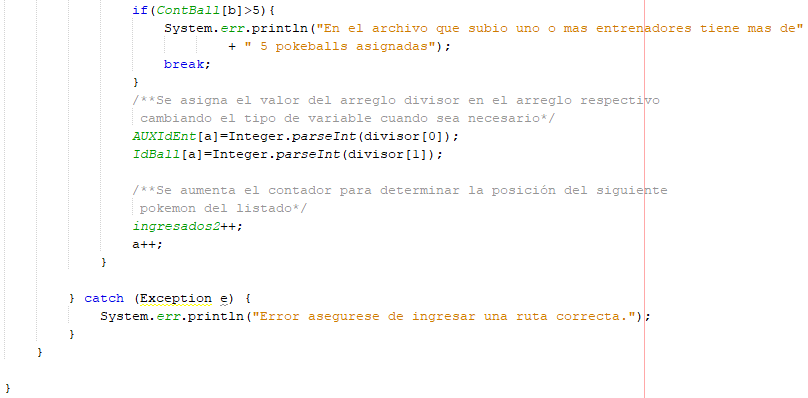 if(ContBall[b]>5){
System.err.println("En el archivo que subio uno o mas entrenadores tiene mas de"
+ " 5 pokeballs asignadas");
break;
}
/**Se asigna el valor del arreglo divisor en el arreglo respectivo
cambiando el tipo de variable cuando sea necesario*/
AUXIdEnt[a]=Integer.parseInt(divisor[0]);
IdBall[a]=Integer.parseInt(divisor[1]);
/**Se aumenta el contador para determinar la posición del siguiente
pokemon del listado*/
ingresados2++;
a++;
}
} catch (Exception e) {
System.err.println("Error asegurese de ingresar una ruta correcta.");
}
}
}